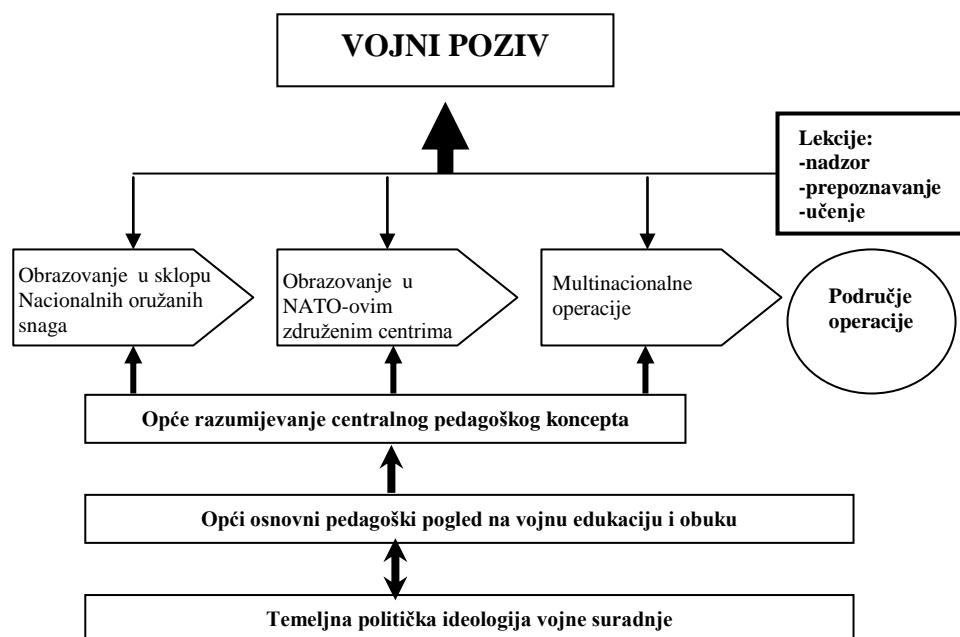 VOJNI POZIV
Lekcije:
-nadzor
-prepoznavanje
-učenje
Obrazovanje u sklopu
Nacionalnih oružanih
snaga
Obrazovanje u
NATO-ovim
združenim centrima
Multinacionalne
operacije
Područje
operacije
Opće razumijevanje centralnog pedagoškog koncepta
Opći osnovni pedagoški pogled na vojnu edukaciju i obuku
Temeljna politička ideologija vojne suradnje